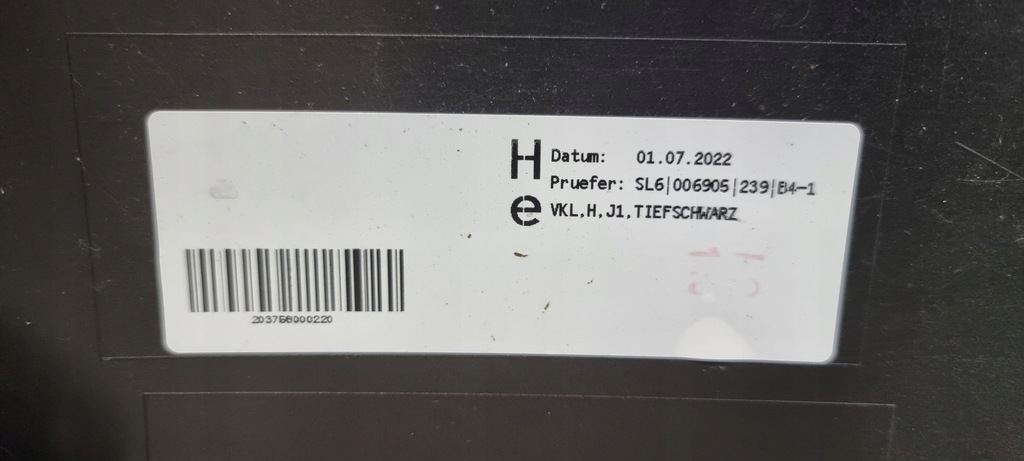 H
Datum: 01.07.2022
Pruefer: SL6|006905|239|B4-1
e
VKL,H,J1,TIEFSCHWARZ
203768000220